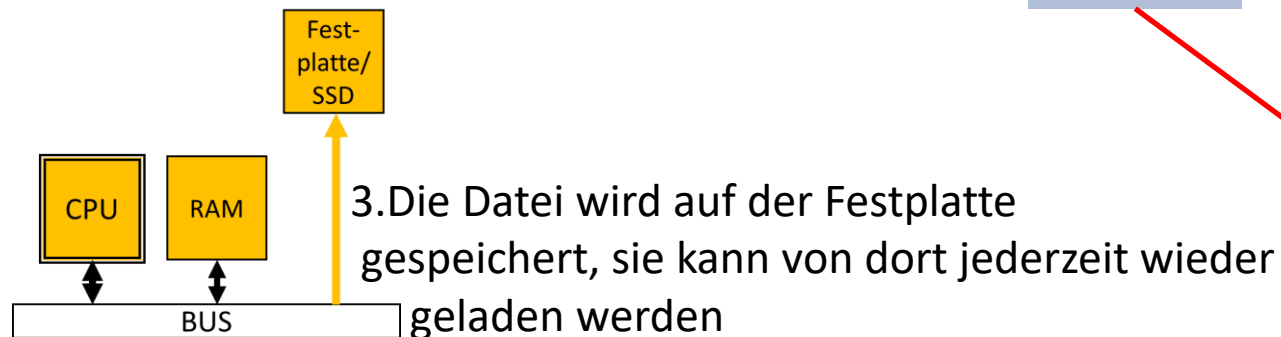 Fest-
platte/
SSD
CPU
RAM
3.Die Datei wird auf der Festplatte
gespeichert, sie kann von dort jederzeit wieder
geladen werden
BUS